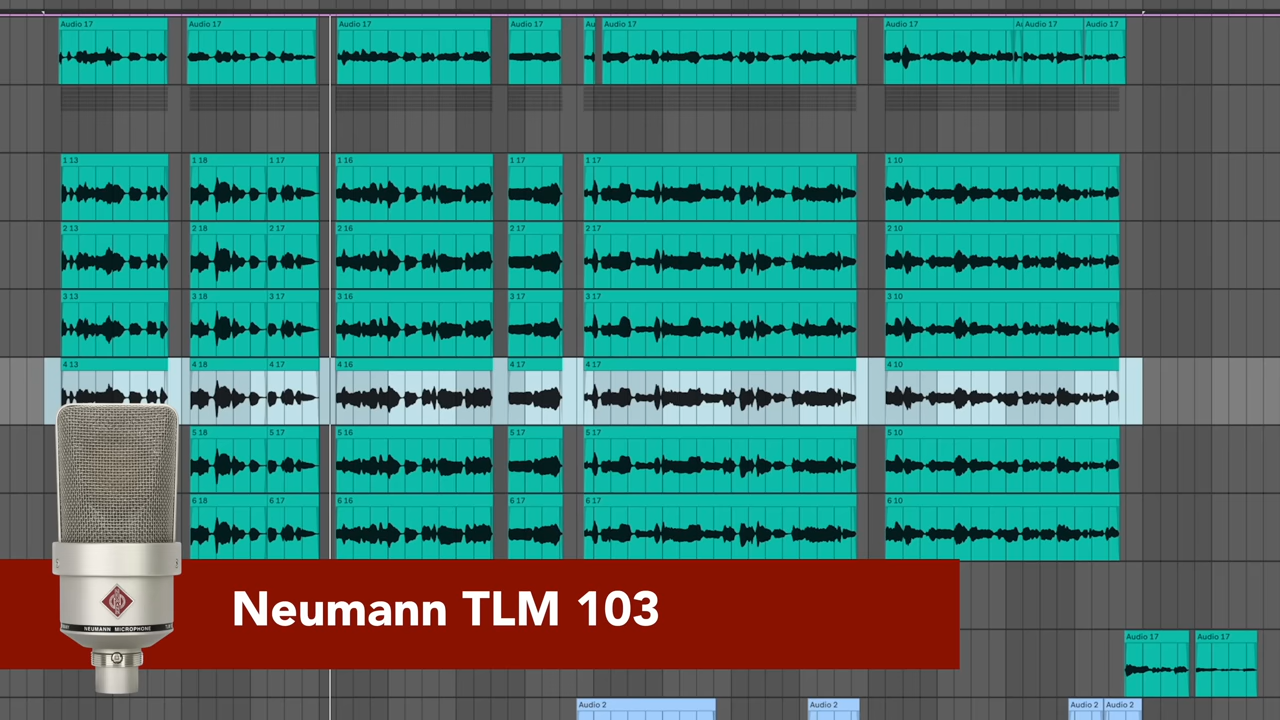 Audio 17 Audio 17 Audio 17 Audio 17 Au Audio 17 Audio 17 Au Audio 17 Audio 17
1 13 1 18 1 17 1 16 1 17 1 17 1 10
2 13 2 18 2 17 2 16 2 17 2 17 2 10
3 13 3 18 3 17 3 16 3 17 3 17 3 10
4 13 4 18 4 17 4 16 4 17 4 17 4 10
5 18 5 17 5 16 5 17 5 17 5 10
6 18 6 17 6 16 6 17 6 17 6 10
Neumann TLM 103
NEUMANN MICROPHONE
Audio 17 Audio 17
Audio 2 Audio 2 Audio 2 Audio 2